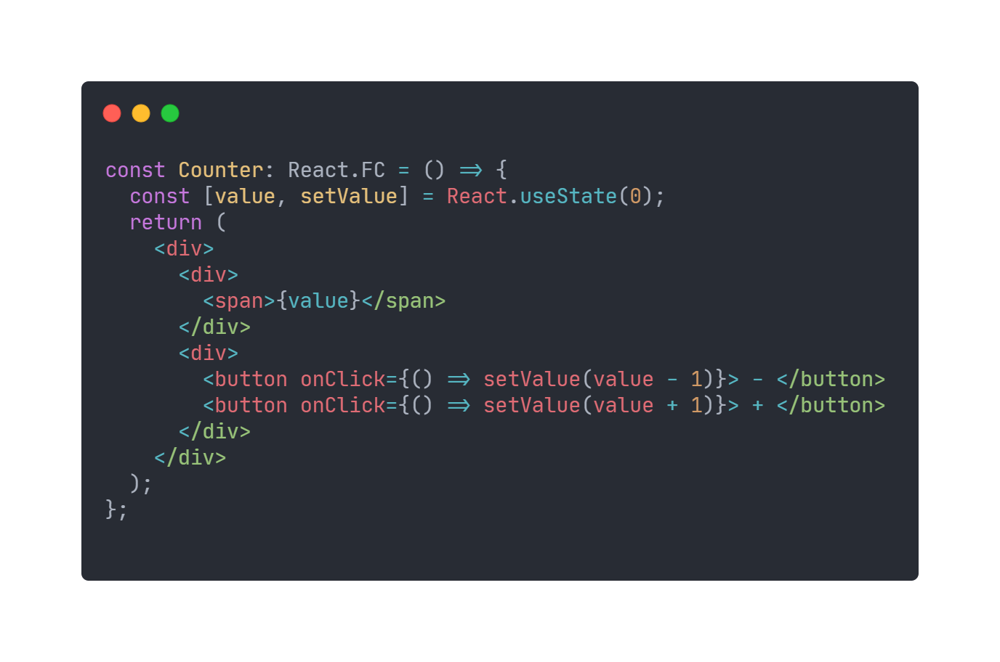 const Counter: React.FC = () => {
  const [value, setValue] = React.useState(0);
  return (
    <div>
      <div>
        <span>{value}</span>
      </div>
      <div>
        <button onClick={() => setValue(value - 1)}> - </button>
        <button onClick={() => setValue(value + 1)}> + </button>
      </div>
    </div>
  );
};